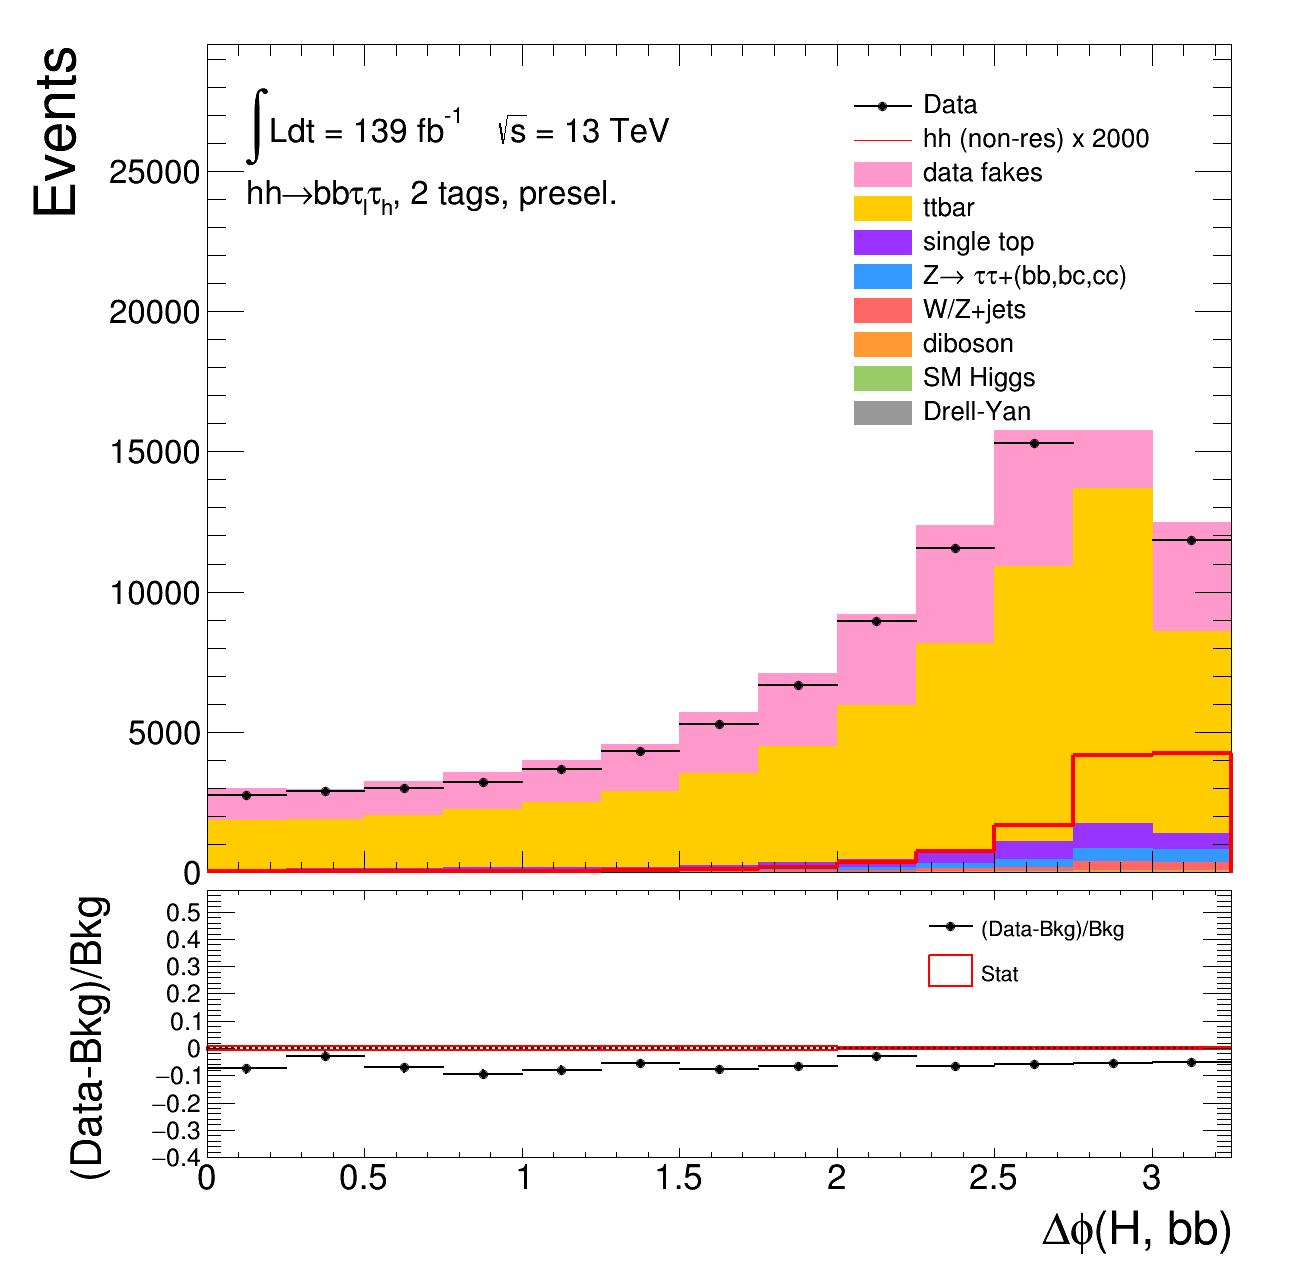 Events
∫Ldt = 139 fb⁻¹ √s = 13 TeV
hh→bbτlτh, 2 tags, presel.
Data
hh (non-res) x 2000
data fakes
ttbar
single top
Z→ ττ+(bb,bc,cc)
W/Z+jets
diboson
SM Higgs
Drell-Yan
25000
20000
15000
10000
5000
0
(Data-Bkg)/Bkg
(Data-Bkg)/Bkg
Stat
0.5
0.4
0.3
0.2
0.1
0
−0.1
−0.2
−0.3
−0.4
0 0.5 1 1.5 2 2.5 3
Δϕ(H, bb)